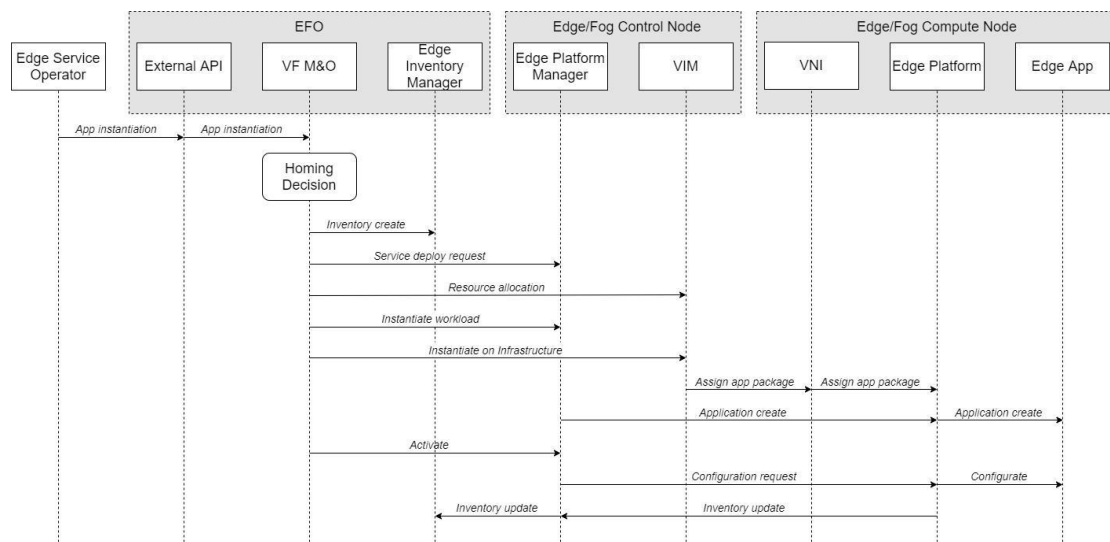 EFO
Edge/Fog Control Node
Edge/Fog Compute Node
Edge Service
Operator
External API
VF M&O
Edge
Inventory
Manager
Edge Platform
Manager
VIM
VNI
Edge Platform
Edge App
App instantiation
App instantiation
Homing
Decision
Inventory create
Service deploy request
Resource allocation
Instantiate workload
Instantiate on Infrastructure
Assign app package
Assign app package
Application create
Application create
Activate
Configuration request
Configurate
Inventory update
Inventory update